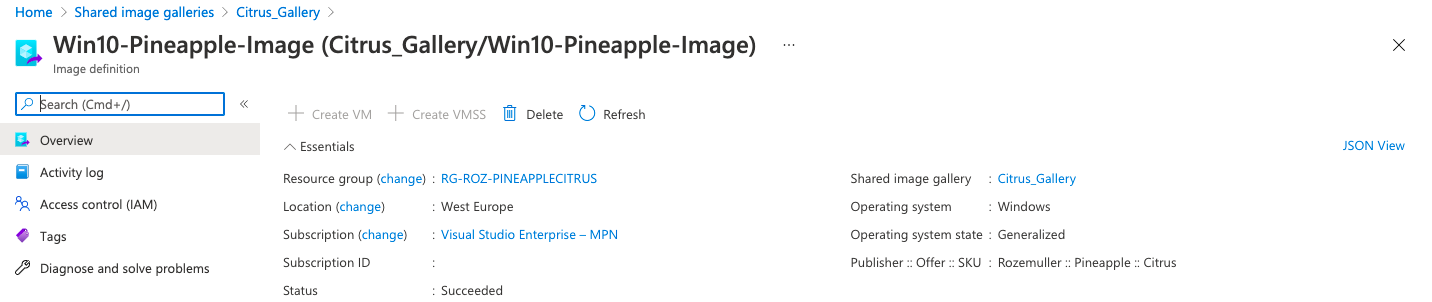 Home > Shared image galleries > Citrus_Gallery >
Win10-Pineapple-Image (Citrus_Gallery/Win10-Pineapple-Image) ...
Image definition
Search (Cmd+/) «
+ Create VM + Create VMSS Delete Refresh
Overview
Activity log
Access control (IAM)
Tags
Diagnose and solve problems
Essentials JSON View
Resource group (change) : RG-ROZ-PINEAPPLECITRUS
Location (change) : West Europe
Subscription (change) : Visual Studio Enterprise – MPN
Subscription ID :
Status : Succeeded
Shared image gallery : Citrus_Gallery
Operating system : Windows
Operating system state : Generalized
Publisher :: Offer :: SKU : Rozemuller :: Pineapple :: Citrus